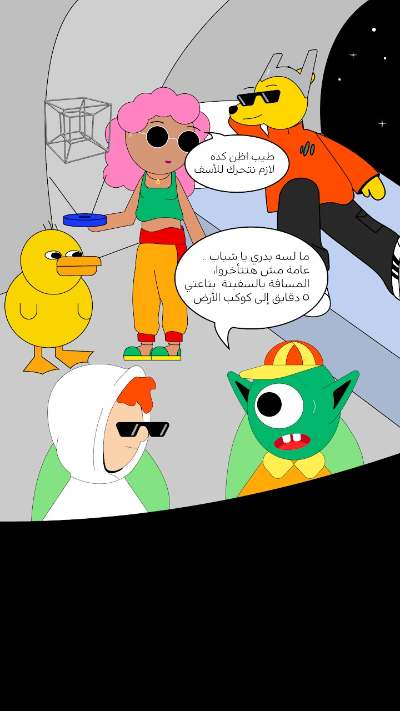 طيب اظن كده
لازم نتحرك للأسف
ما لسه بدري يا شباب ..
عامة مش هتتأخروا،
المسافة بالسفينة بتاعتي
٥ دقايق إلى كوكب الأرض